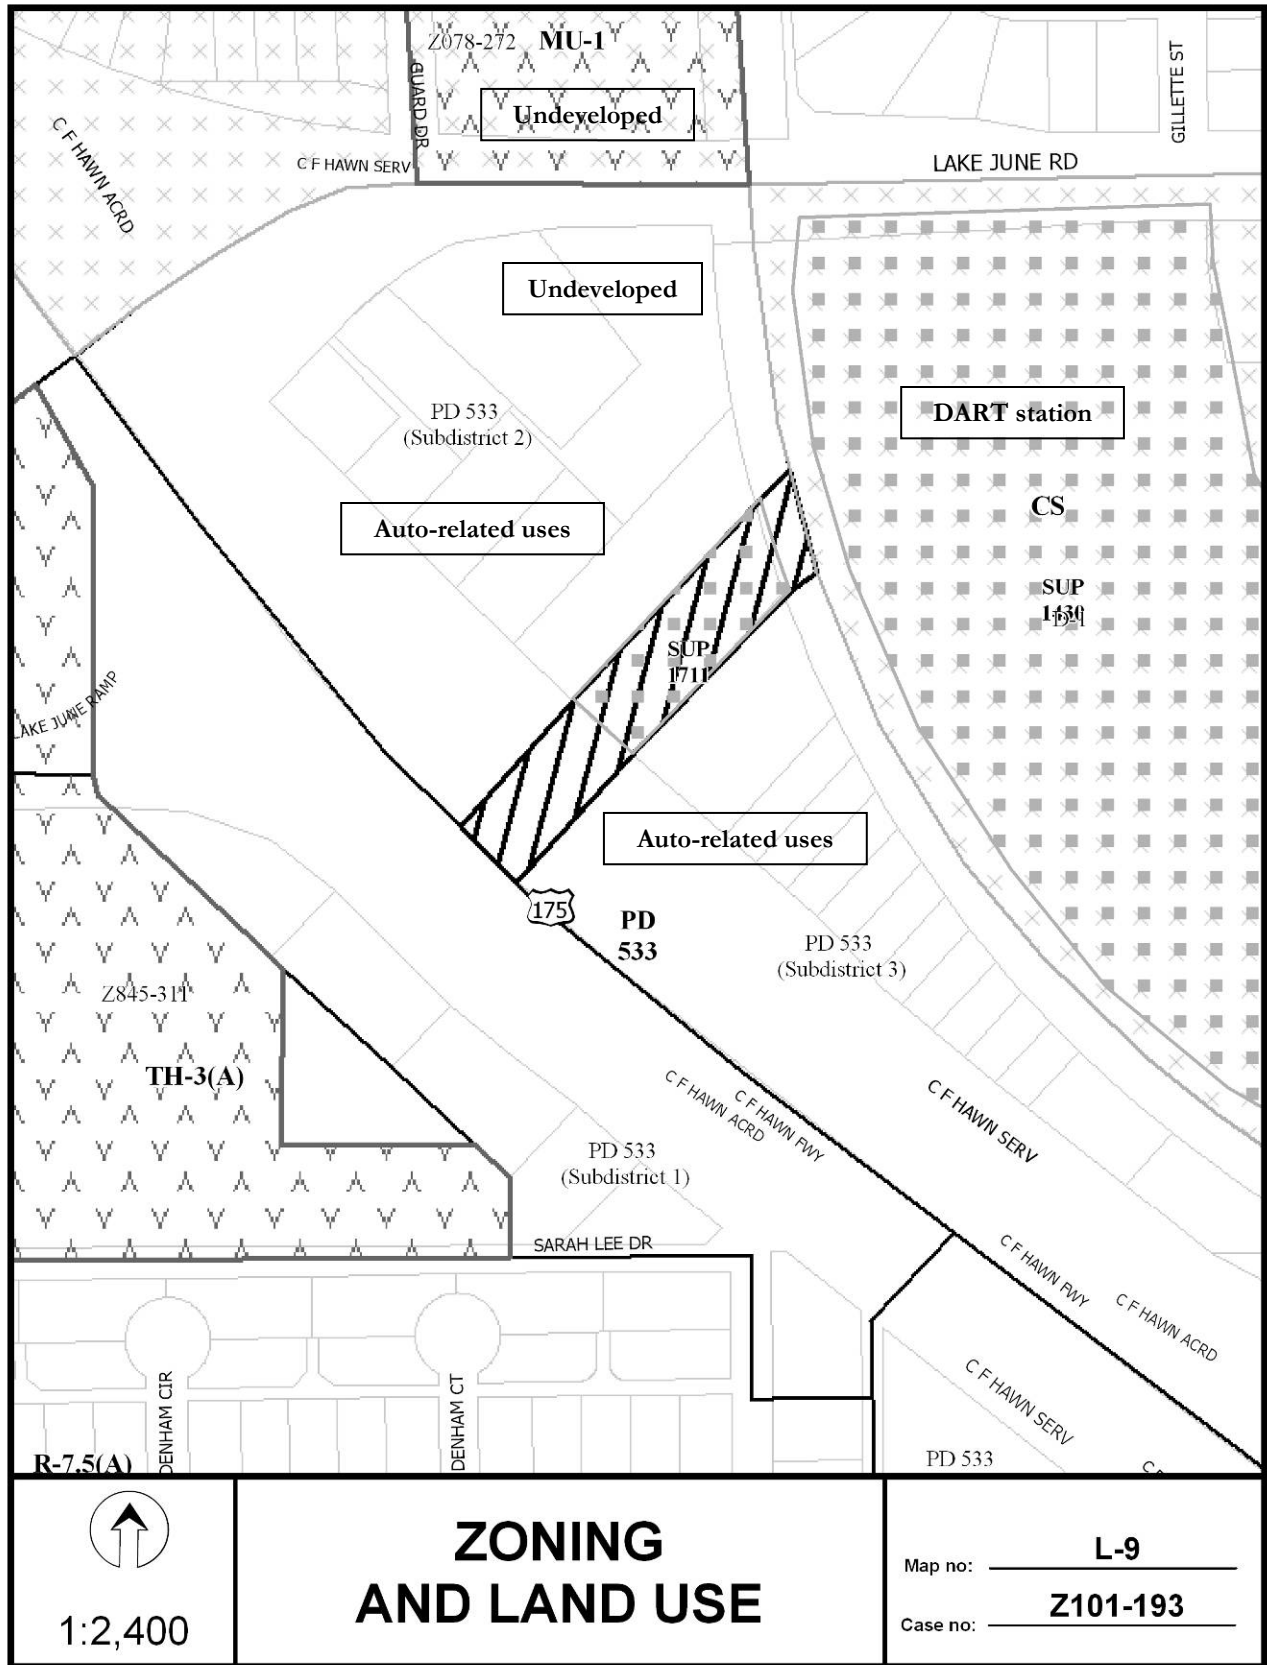 Z078-272 MU-1
GUARD DR
Undeveloped
GILLETTE ST
C F HAWN ACRD
C F HAWN SERV
LAKE JUNE RD
Undeveloped
PD 533
(Subdistrict 2)
DART station
Auto-related uses
CS
SUP
1430
D-1
SUP
1711
LAKE JUNE RAMP
Auto-related uses
175
PD
533
PD 533
(Subdistrict 3)
Z845-311
TH-3(A)
C F HAWN ACRD
C F HAWN FWY
C F HAWN SERV
PD 533
(Subdistrict 1)
SARAH LEE DR
C F HAWN FWY
C F HAWN ACRD
C F HAWN SERV
DENHAM CIR
DENHAM CT
R-7.5(A)
PD 533
1:2,400
ZONING
AND LAND USE
Map no: L-9
Case no: Z101-193